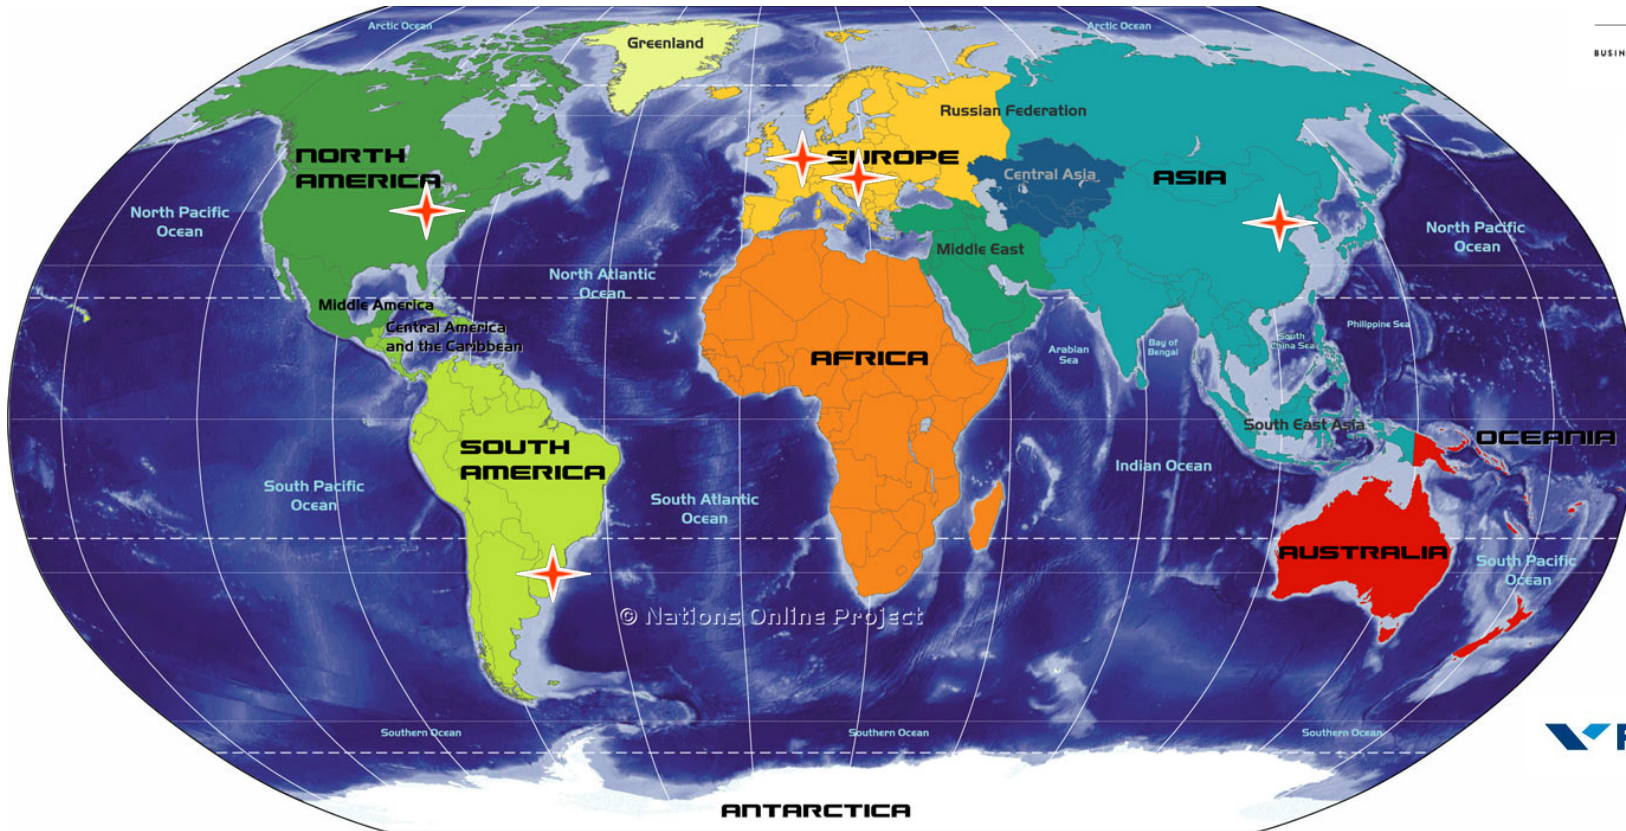 Arctic Ocean
Arctic Ocean
Greenland
BUSIN
Russian Federation
NORTH
AMERICA
EUROPE
Central Asia
ASIA
North Pacific
Ocean
North Pacific
Ocean
Middle East
North Atlantic
Ocean
Middle America
Central America
and the Caribbean
Philippine Sea
South
China Sea
Bay of
Bengal
Arabian
Sea
AFRICA
South East Asia
OCEANIA
SOUTH
AMERICA
Indian Ocean
South Pacific
Ocean
South Atlantic
Ocean
AUSTRALIA
South Pacific
Ocean
© Nations Online Project
Southern Ocean
Southern Ocean
Southern Ocean
ANTARCTICA